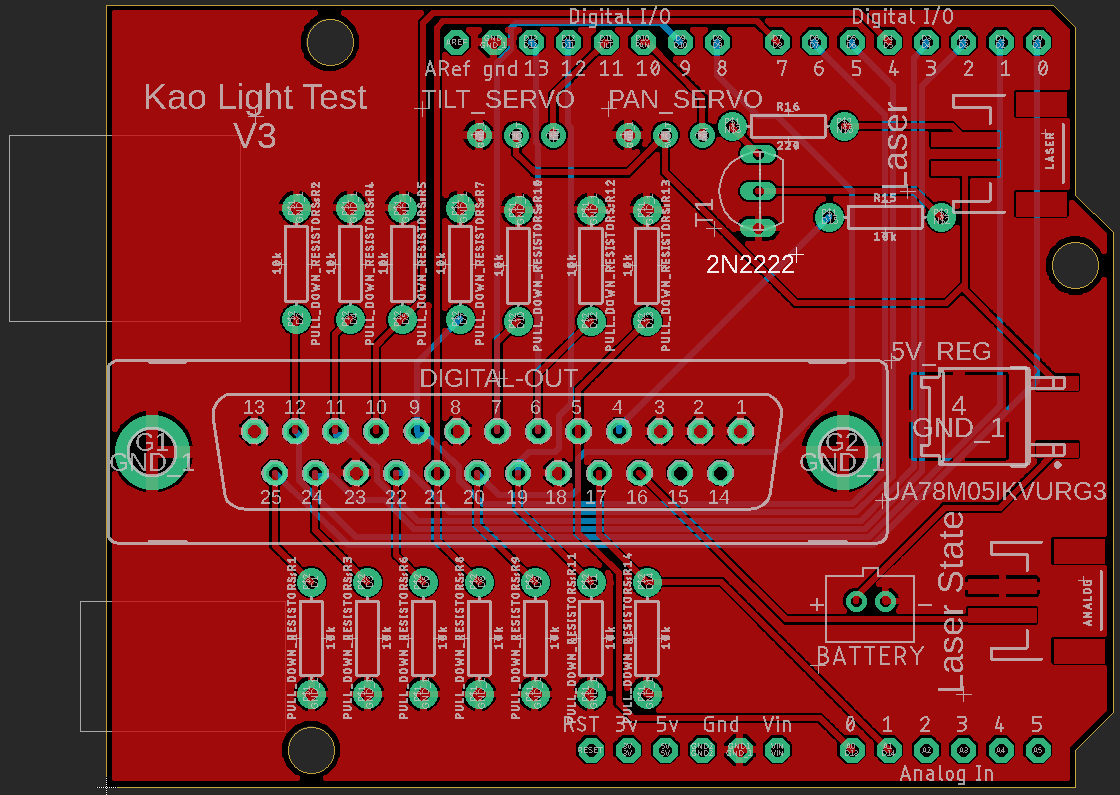 Digital I/O Digital I/O
ARef gnd 13 12 11 10 9 8 7 6 5 4 3 2 1 0
Kao Light Test
V3
TILT_SERVO PAN_SERVO
R16
220
Laser
LASER
R15
10k
T1
2N2222
PULL_DOWN_RESISTORS:R2
PULL_DOWN_RESISTORS:R4
PULL_DOWN_RESISTORS:R5
PULL_DOWN_RESISTORS:R7
PULL_DOWN_RESISTORS:R10
PULL_DOWN_RESISTORS:R12
PULL_DOWN_RESISTORS:R13
10k 10k 10k 10k 10k 10k 10k
5V_REG
4
GND_1
UA78M05IKVURG3
DIGITAL-OUT
13 12 11 10 9 8 7 6 5 4 3 2 1
G1
GND_1
G2
GND_1
25 24 23 22 21 20 19 18 17 16 15 14
PULL_DOWN_RESISTORS:R1
PULL_DOWN_RESISTORS:R3
PULL_DOWN_RESISTORS:R6
PULL_DOWN_RESISTORS:R8
PULL_DOWN_RESISTORS:R9
PULL_DOWN_RESISTORS:R11
PULL_DOWN_RESISTORS:R14
10k 10k 10k 10k 10k 10k 10k
+ -
BATTERY
Laser State
ANALOG
RST 3v 5v Gnd Vin 0 1 2 3 4 5
RESET
A2 A3 A4 A5
Analog In